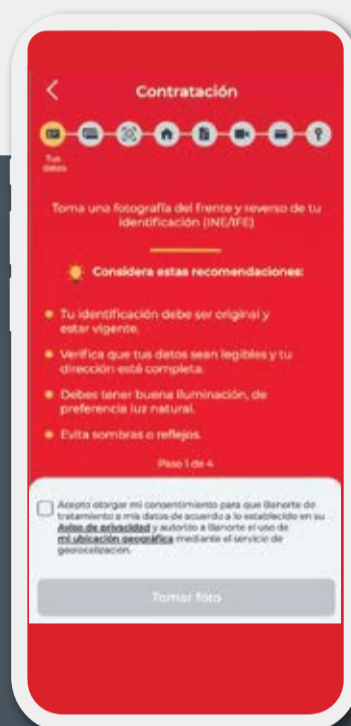 Contratación
Tus
datos
Toma una fotografía del frente y reverso de tu
identificación (INE/IFE)
Considera estas recomendaciones:
Tu identificación debe ser original y
estar vigente.
Verifica que tus datos sean legibles y tu
dirección está completa.
Debes tener buena iluminación, de
preferencia luz natural.
Evita sombras o reflejos.
Paso 1 de 4
Acepto otorgar mi consentimiento para que Banorte de
tratamiento a mis datos de acuerdo a lo establecido en su
Aviso de privacidad y autorizo a Banorte el uso de
mi ubicación geográfica mediante el servicio de
geolocalización.
Tomar foto